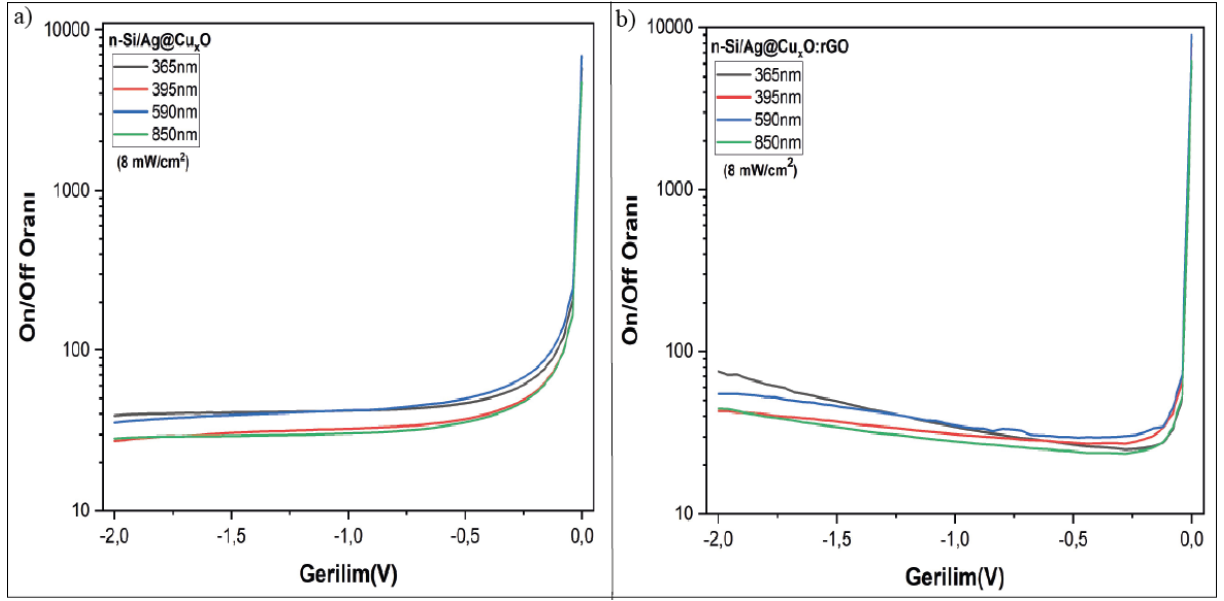 a)
n-Si/Ag@CuₓO
365nm
395nm
590nm
850nm
(8 mW/cm²)
10000
1000
100
10
On/Off Oranı
-2,0
-1,5
-1,0
-0,5
0,0
Gerilim(V)
b)
n-Si/Ag@CuₓO:rGO
365nm
395nm
590nm
850nm
(8 mW/cm²)
10000
1000
100
10
On/Off Oranı
-2,0
-1,5
-1,0
-0,5
0,0
Gerilim(V)